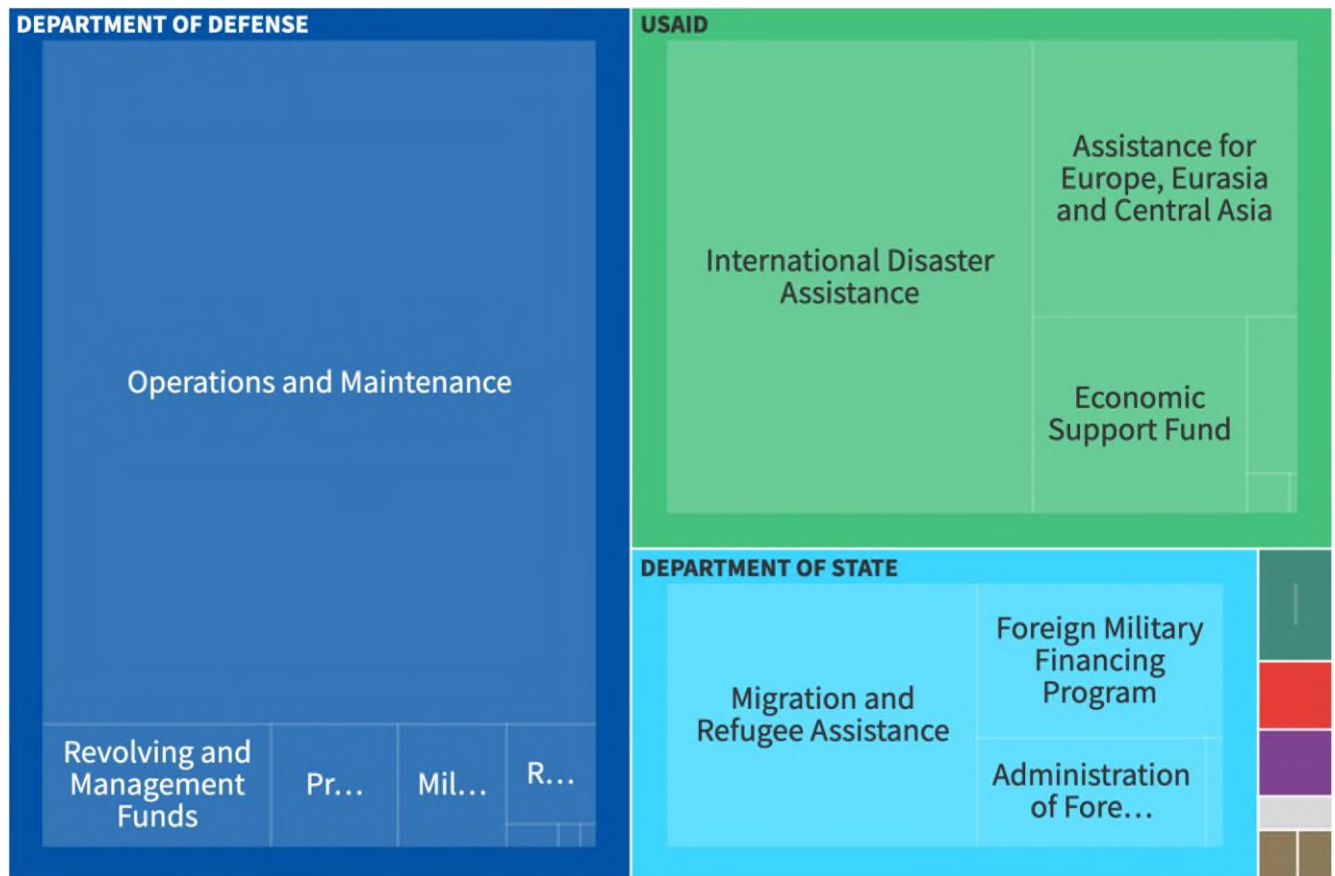 DEPARTMENT OF DEFENSE
Operations and Maintenance
Revolving and
Management
Funds
Pr...
Mil...
R...
USAID
International Disaster
Assistance
Assistance for
Europe, Eurasia
and Central Asia
Economic
Support Fund
DEPARTMENT OF STATE
Migration and
Refugee Assistance
Foreign Military
Financing
Program
Administration
of Fore...